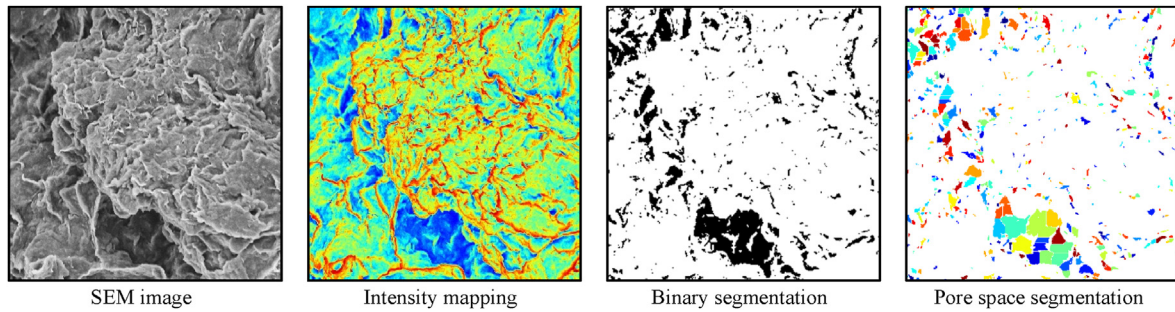 SEM image
Intensity mapping
Binary segmentation
Pore space segmentation